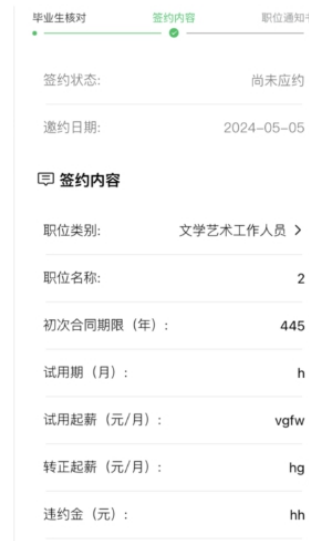 毕业生核对 签约内容 职位通知书
签约状态: 尚未应约
邀约日期: 2024-05-05
签约内容
职位类别: 文学艺术工作人员
职位名称: 2
初次合同期限（年）: 445
试用期（月）: h
试用起薪（元/月）: vgfw
转正起薪（元/月）: hg
违约金（元）: hh